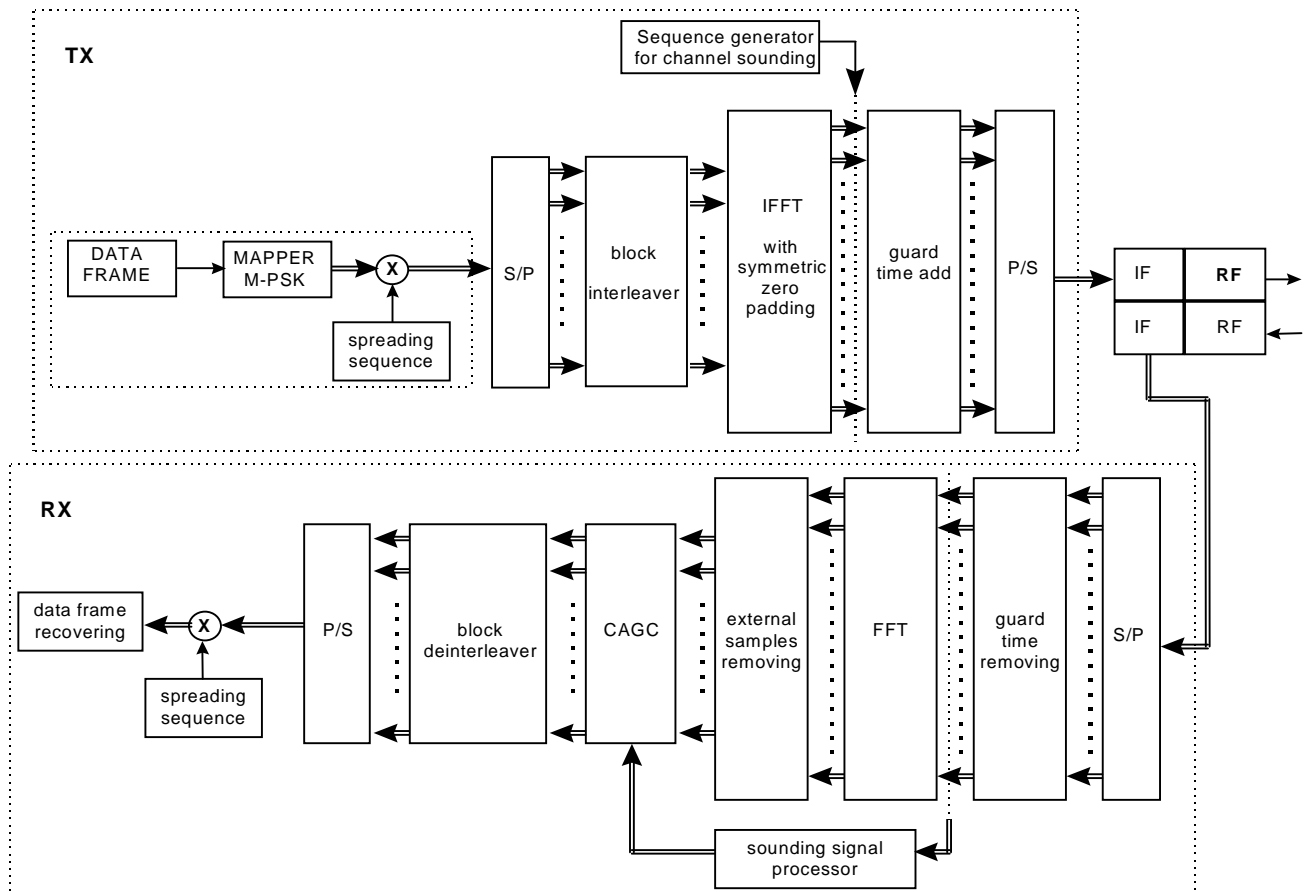 TX
Sequence generator
for channel sounding
DATA
FRAME
MAPPER
M-PSK
X
spreading
sequence
S/P
block
interleaver
IFFT
with
symmetric
zero
padding
guard
time add
P/S
IF
RF
IF
RF
RX
data frame
recovering
X
spreading
sequence
P/S
block
deinterleaver
CAGC
external
samples
removing
FFT
guard
time
removing
S/P
sounding signal
processor